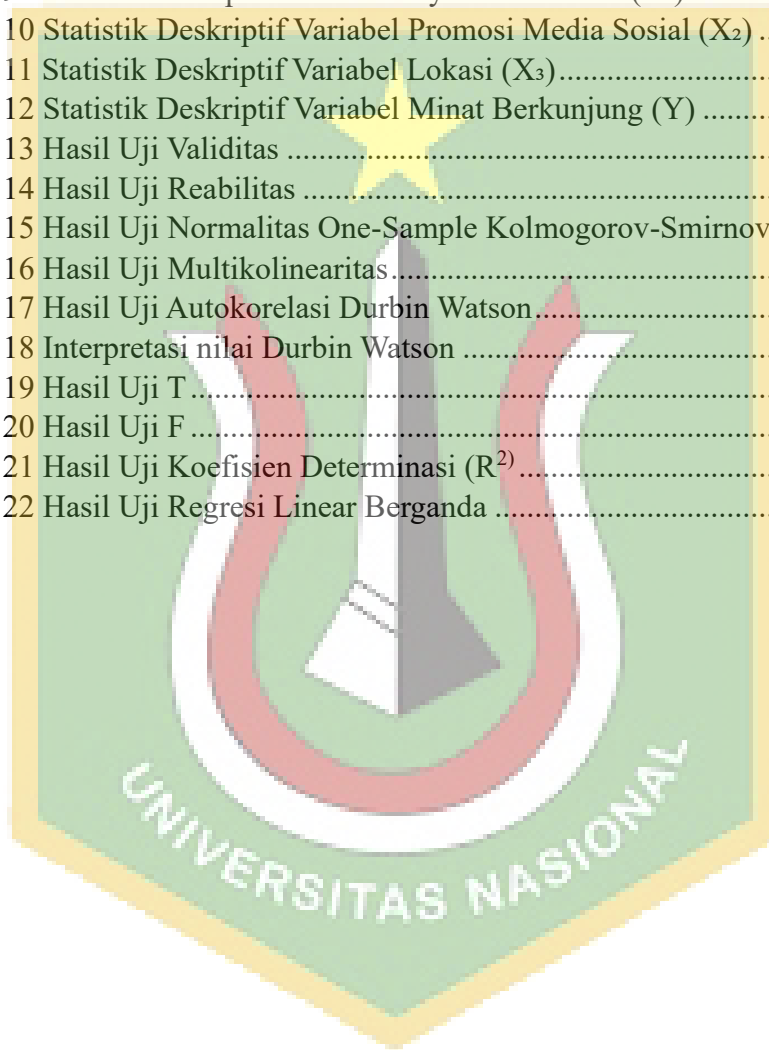 10 Statistik Deskriptif Variabel Promosi Media Sosial (X₂) ..
11 Statistik Deskriptif Variabel Lokasi (X₃)..........................
12 Statistik Deskriptif Variabel Minat Berkunjung (Y) ........
13 Hasil Uji Validitas ..........................................................
14 Hasil Uji Reabilitas ........................................................
15 Hasil Uji Normalitas One-Sample Kolmogorov-Smirnov
16 Hasil Uji Multikolinearitas..............................................
17 Hasil Uji Autokorelasi Durbin Watson............................
18 Interpretasi nilai Durbin Watson .....................................
19 Hasil Uji T ......................................................................
20 Hasil Uji F ......................................................................
21 Hasil Uji Koefisien Determinasi (R²⁾ ..............................
22 Hasil Uji Regresi Linear Berganda .................................
UNIVERSITAS NASIONAL